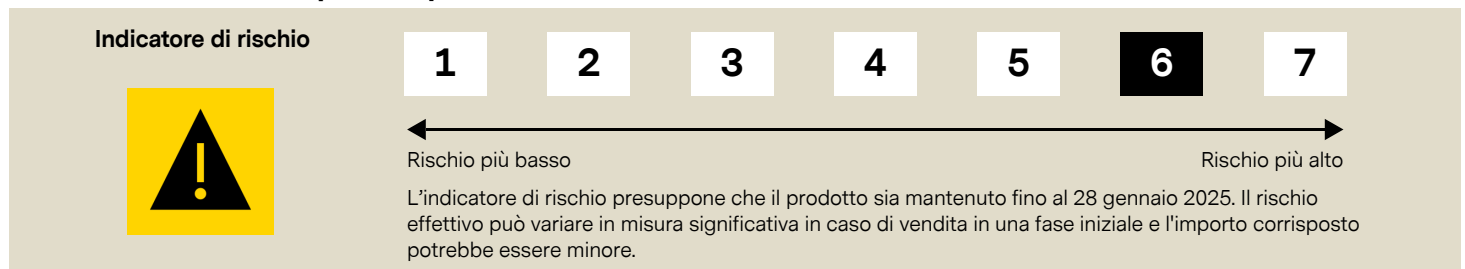 Indicatore di rischio
1 2 3 4 5 6 7
Rischio più basso Rischio più alto
L'indicatore di rischio presuppone che il prodotto sia mantenuto fino al 28 gennaio 2025. Il rischio
effettivo può variare in misura significativa in caso di vendita in una fase iniziale e l'importo corrisposto
potrebbe essere minore.